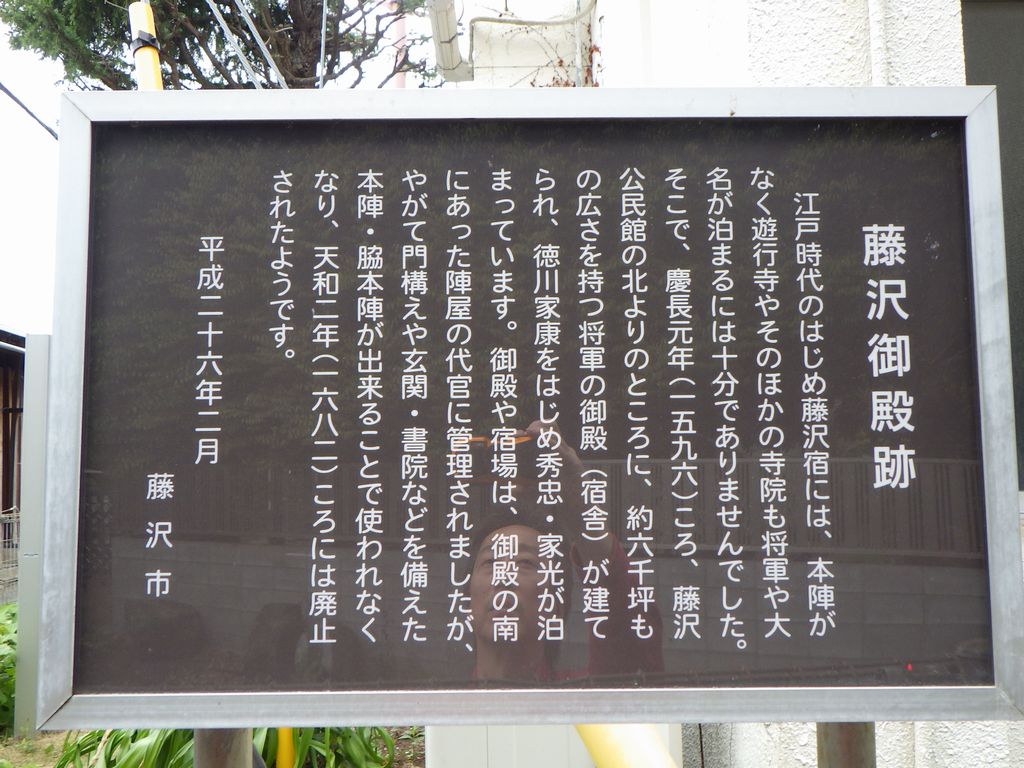 藤沢御殿跡
江戸時代のはじめ藤沢宿には、本陣が
なく遊行寺やそのほかの寺院も将軍や大
名が泊まるには十分でありませんでした。
そこで、慶長元年(一五九六)ころ、藤沢
公民館の北よりのところに、約六千坪も
の広さを持つ将軍の御殿(宿舎)が建て
られ、徳川家康をはじめ秀忠・家光が泊
まっています。御殿や宿場は、御殿の南
にあった陣屋の代官に管理されましたが、
やがて門構えや玄関・書院などを備えた
本陣・脇本陣が出来ることで使われなく
なり、天和二年(一六八二)ころには廃止
されたようです。
平成二十六年二月
藤沢市